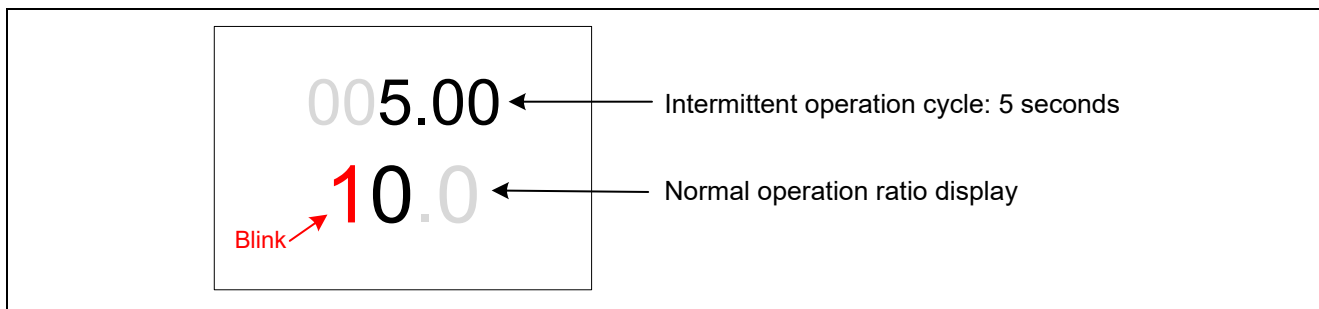 005.00 Intermittent operation cycle: 5 seconds
10.0 Normal operation ratio display
Blink